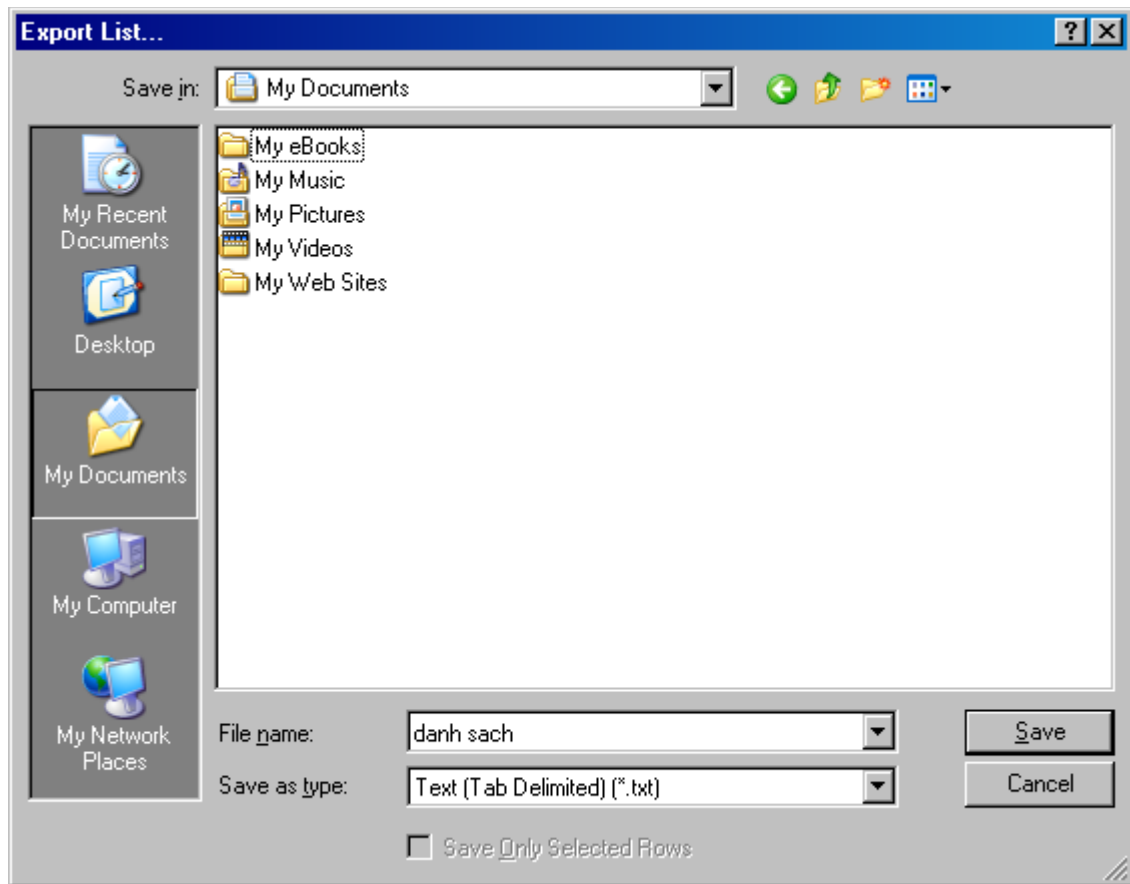 Export List...
Save in:
My Documents
My Recent
Documents
Desktop
My Documents
My Computer
My Network
Places
My eBooks
My Music
My Pictures
My Videos
My Web Sites
File name:
danh sach
Save
Save as type:
Text (Tab Delimited) (*.txt)
Cancel
Save Only Selected Rows